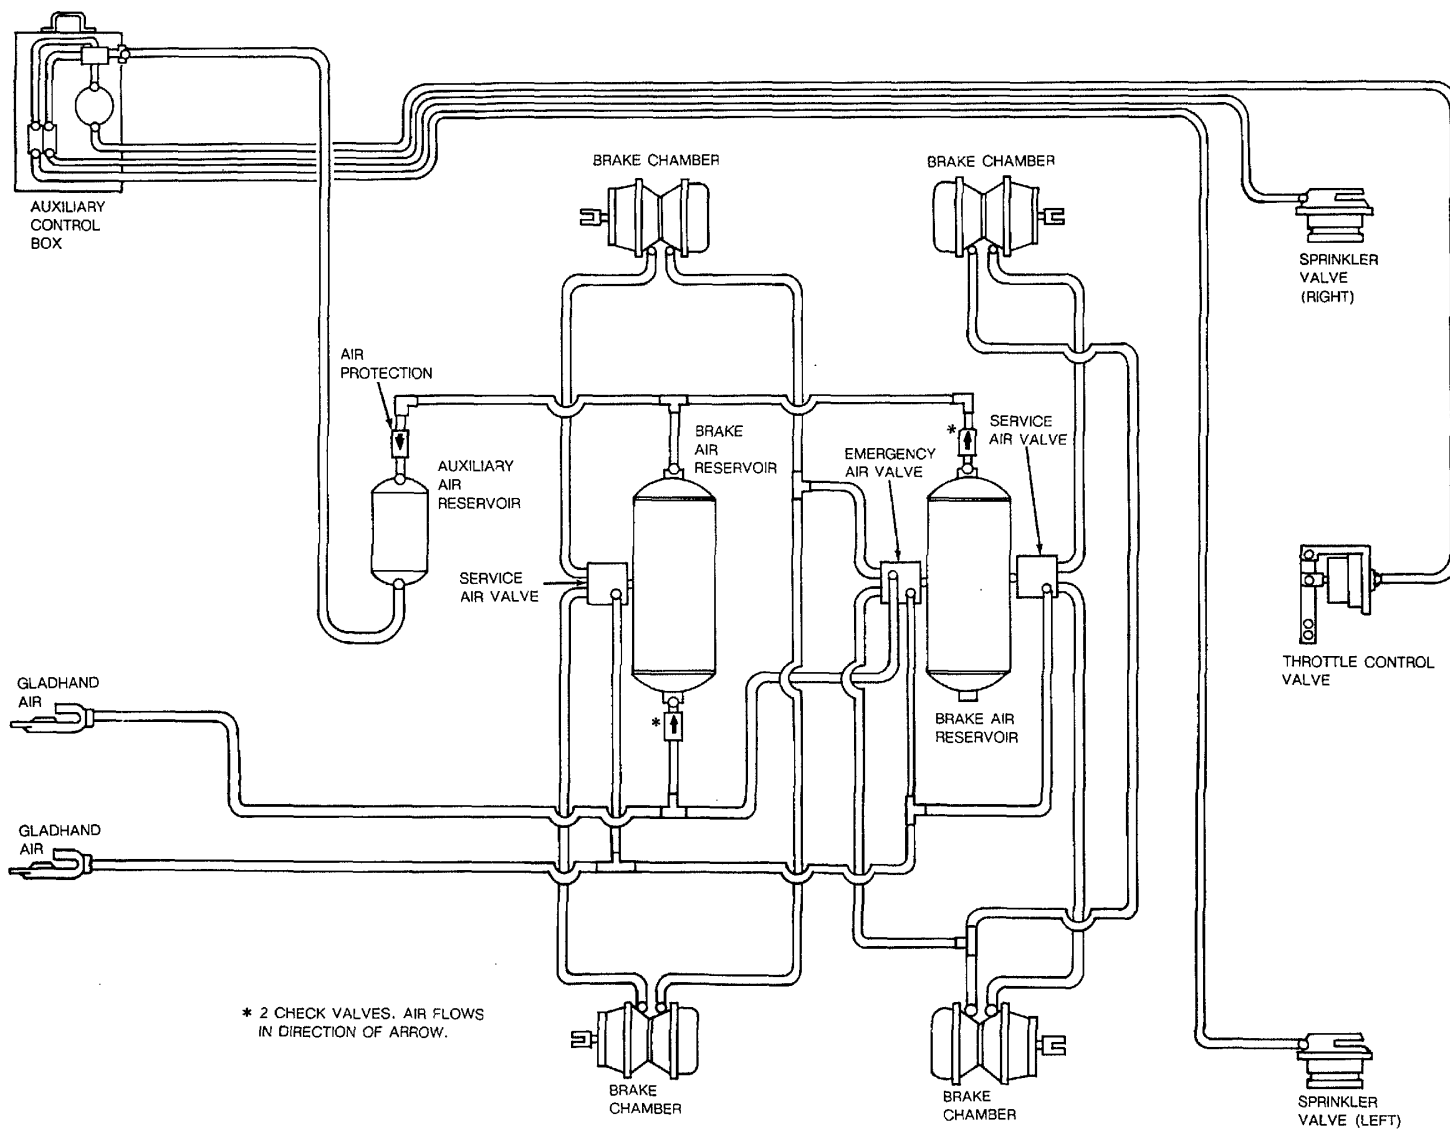 BRAKE CHAMBER
BRAKE CHAMBER
AUXILIARY
CONTROL
BOX
SPRINKLER
VALVE
(RIGHT)
AIR
PROTECTION
BRAKE
AIR
RESERVOIR
SERVICE
AIR VALVE
EMERGENCY
AIR VALVE
*
AUXILIARY
AIR
RESERVOIR
SERVICE
AIR VALVE
THROTTLE CONTROL
VALVE
GLADHAND
AIR
*
BRAKE AIR
RESERVOIR
GLADHAND
AIR
* 2 CHECK VALVES. AIR FLOWS
IN DIRECTION OF ARROW.
BRAKE
CHAMBER
BRAKE
CHAMBER
SPRINKLER
VALVE (LEFT)